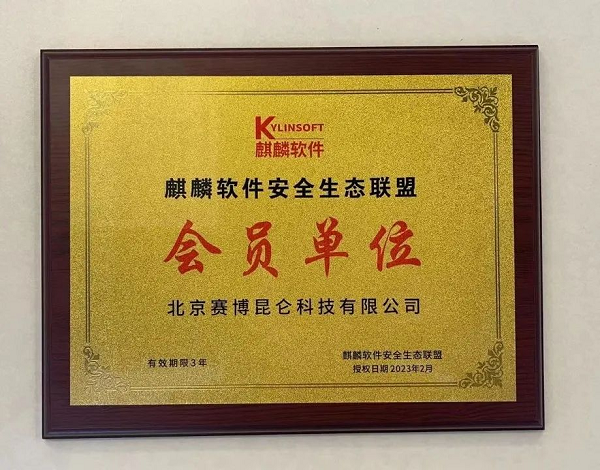 KYLINSOFT
麒麟软件
麒麟软件安全生态联盟
会员单位
北京赛博昆仑科技有限公司
有效期限3年
麒麟软件安全生态联盟
授权日期 2023年2月